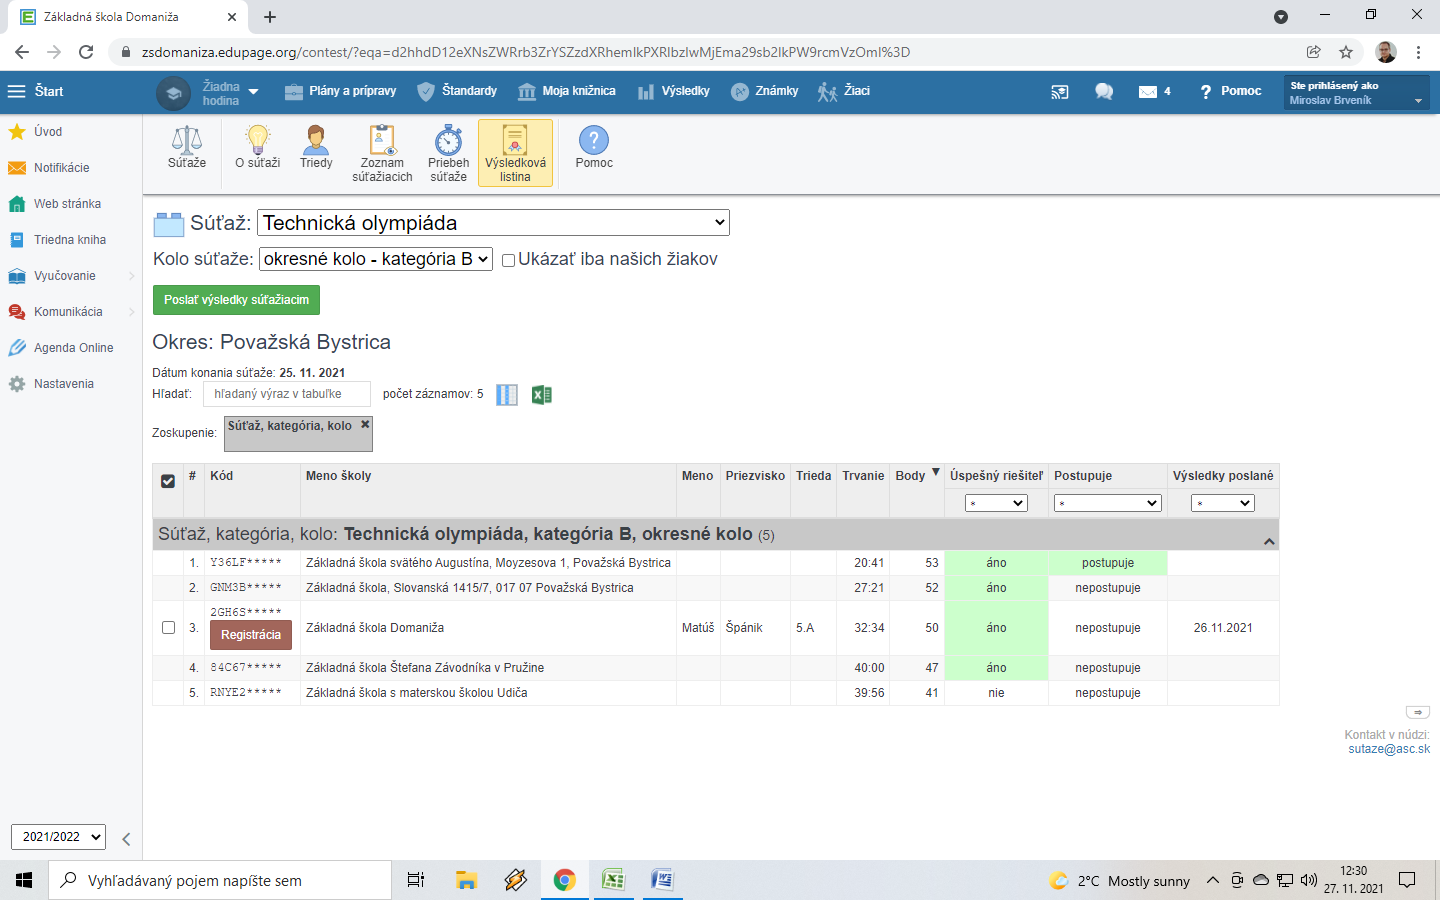 Základná škola Domaniža
zsdomaniza.edupage.org/contest/?eqa=d2hhdD12eXNsZWRrb3ZrYSZzdXRhemlkPXRlbzIwMjEma29sb2lkPW9rcmVzOmI%3D
Štart
Žiadna hodina
Plány a prípravy
Štandardy
Moja knižnica
Výsledky
Známky
Žiaci
4
? Pomoc
Ste prihlásený ako
Miroslav Brveník
Úvod
Notifikácie
Web stránka
Triedna kniha
Vyučovanie
Komunikácia
Agenda Online
Nastavenia
2021/2022
Súťaže
O súťaži
Triedy
Zoznam súťažiacich
Priebeh súťaže
Výsledková listina
Pomoc
Súťaž: Technická olympiáda
Kolo súťaže: okresné kolo - kategória B Ukázať iba našich žiakov
Poslať výsledky súťažiacim
Okres: Považská Bystrica
Dátum konania súťaže: 25. 11. 2021
Hľadať: hľadaný výraz v tabuľke počet záznamov: 5
Zoskupenie: Súťaž, kategória, kolo
# Kód Meno školy Meno Priezvisko Trieda Trvanie Body ▼ Úspešný riešiteľ Postupuje Výsledky poslané
* * *
Súťaž, kategória, kolo: Technická olympiáda, kategória B, okresné kolo (5)
1. Y36LF***** Základná škola svätého Augustína, Moyzesova 1, Považská Bystrica 20:41 53 áno postupuje
2. GNM3B***** Základná škola, Slovanská 1415/7, 017 07 Považská Bystrica 27:21 52 áno nepostupuje
3. 2GH6S***** Registrácia Základná škola Domaniža Matúš Špánik 5.A 32:34 50 áno nepostupuje 26.11.2021
4. 84C67***** Základná škola Štefana Závodníka v Pružine 40:00 47 áno nepostupuje
5. RNYE2***** Základná škola s materskou školou Udiča 39:56 41 nie nepostupuje
Kontakt v núdzi:
sutaze@asc.sk
Vyhľadávaný pojem napíšte sem
2°C Mostly sunny
12:30
27. 11. 2021